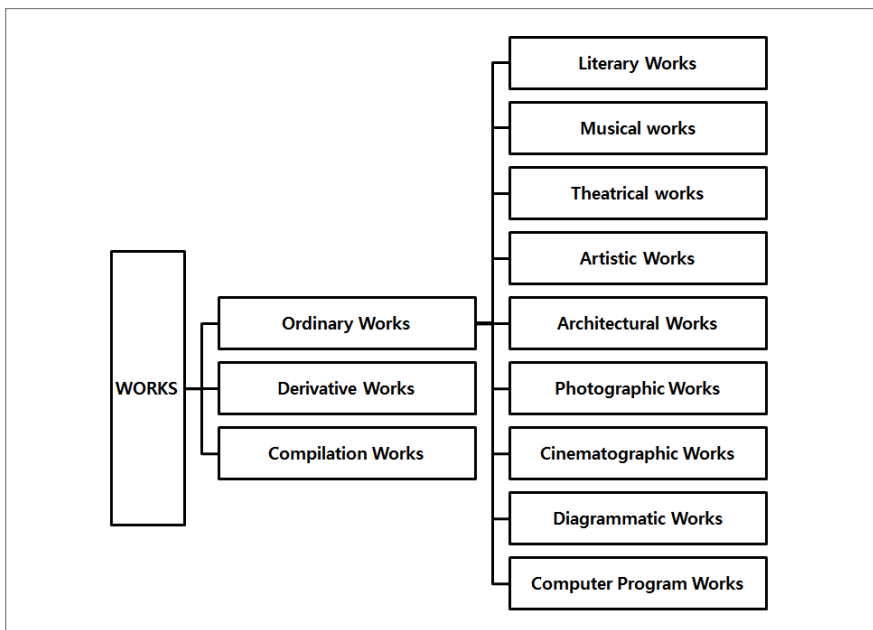 WORKS
Ordinary Works
Derivative Works
Compilation Works
Literary Works
Musical works
Theatrical works
Artistic Works
Architectural Works
Photographic Works
Cinematographic Works
Diagrammatic Works
Computer Program Works